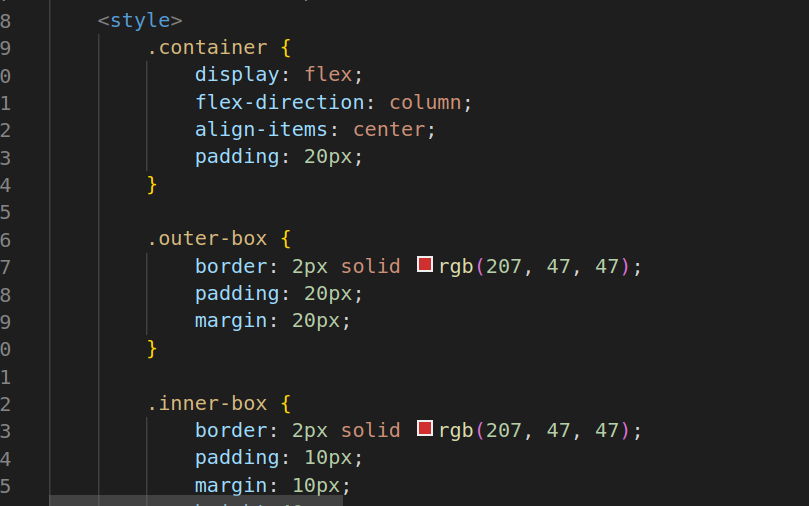 8 <style>
9 .container {
0 display: flex;
1 flex-direction: column;
2 align-items: center;
3 padding: 20px;
4 }
5
6 .outer-box {
7 border: 2px solid rgb(207, 47, 47);
8 padding: 20px;
9 margin: 20px;
0 }
1
2 .inner-box {
3 border: 2px solid rgb(207, 47, 47);
4 padding: 10px;
5 margin: 10px;